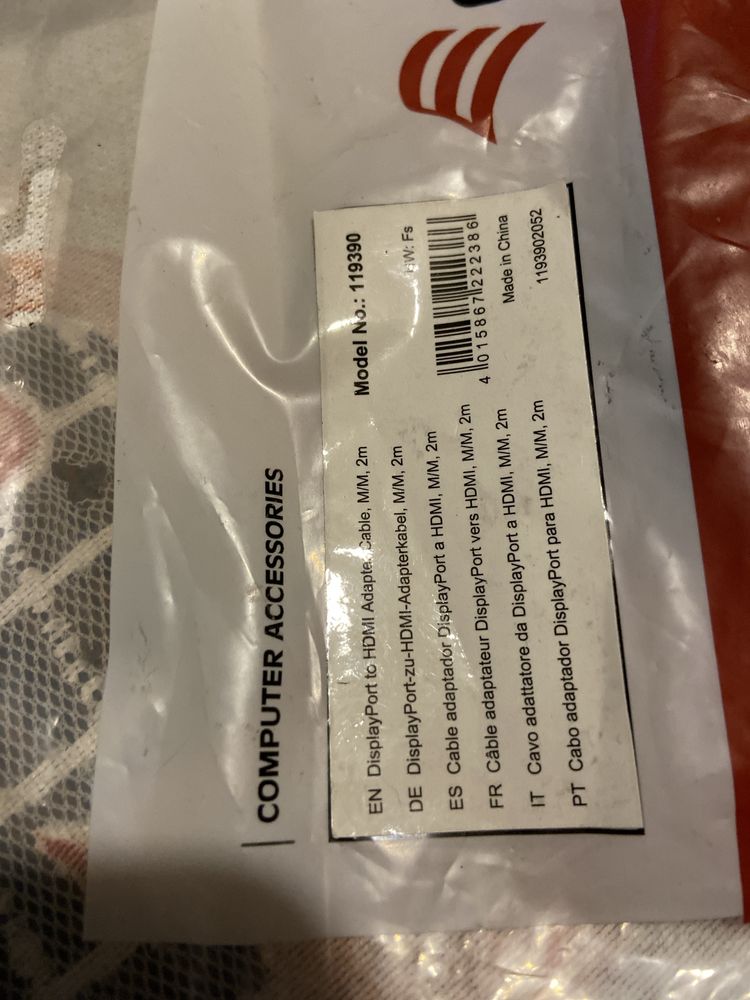 COMPUTER ACCESSORIES
Model No.: 119390
EN DisplayPort to HDMI Adapter Cable, M/M, 2m
HW: Fs
DE DisplayPort-zu-HDMI-Adapterkabel, M/M, 2m
ES Cable adaptador DisplayPort a HDMI, M/M, 2m
4 015867 222386
FR Câble adaptateur DisplayPort vers HDMI, M/M, 2m
Made in China
IT Cavo adattatore da DisplayPort a HDMI, M/M, 2m
1193902052
PT Cabo adaptador DisplayPort para HDMI, M/M, 2m